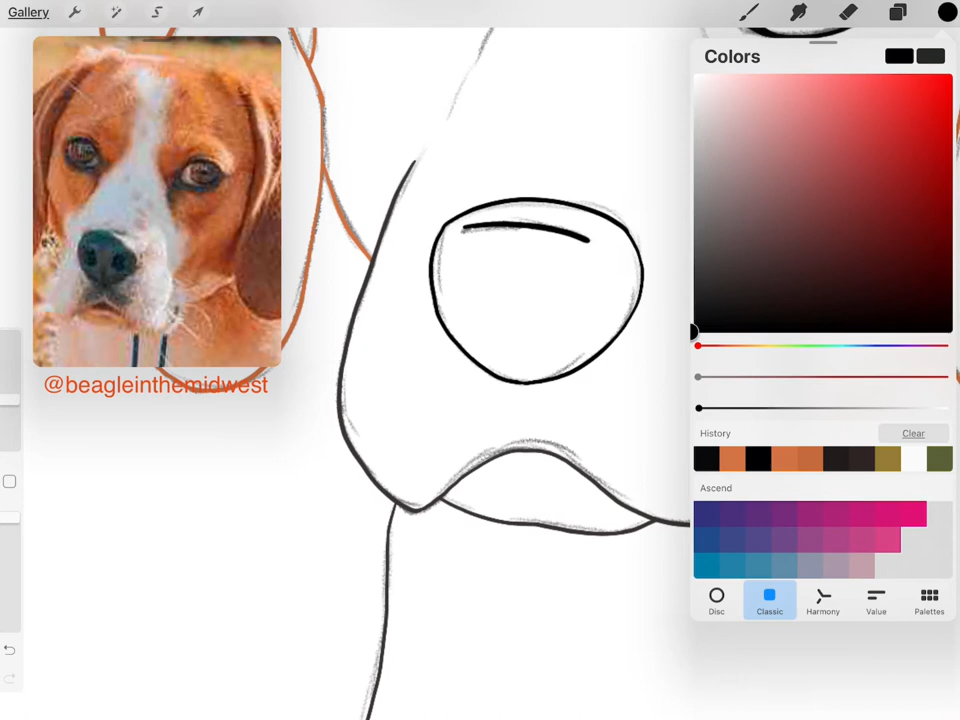 Gallery
Colors
@beagleinthemidwest
History
Clear
Ascend
Disc
Classic
Harmony
Value
Palettes